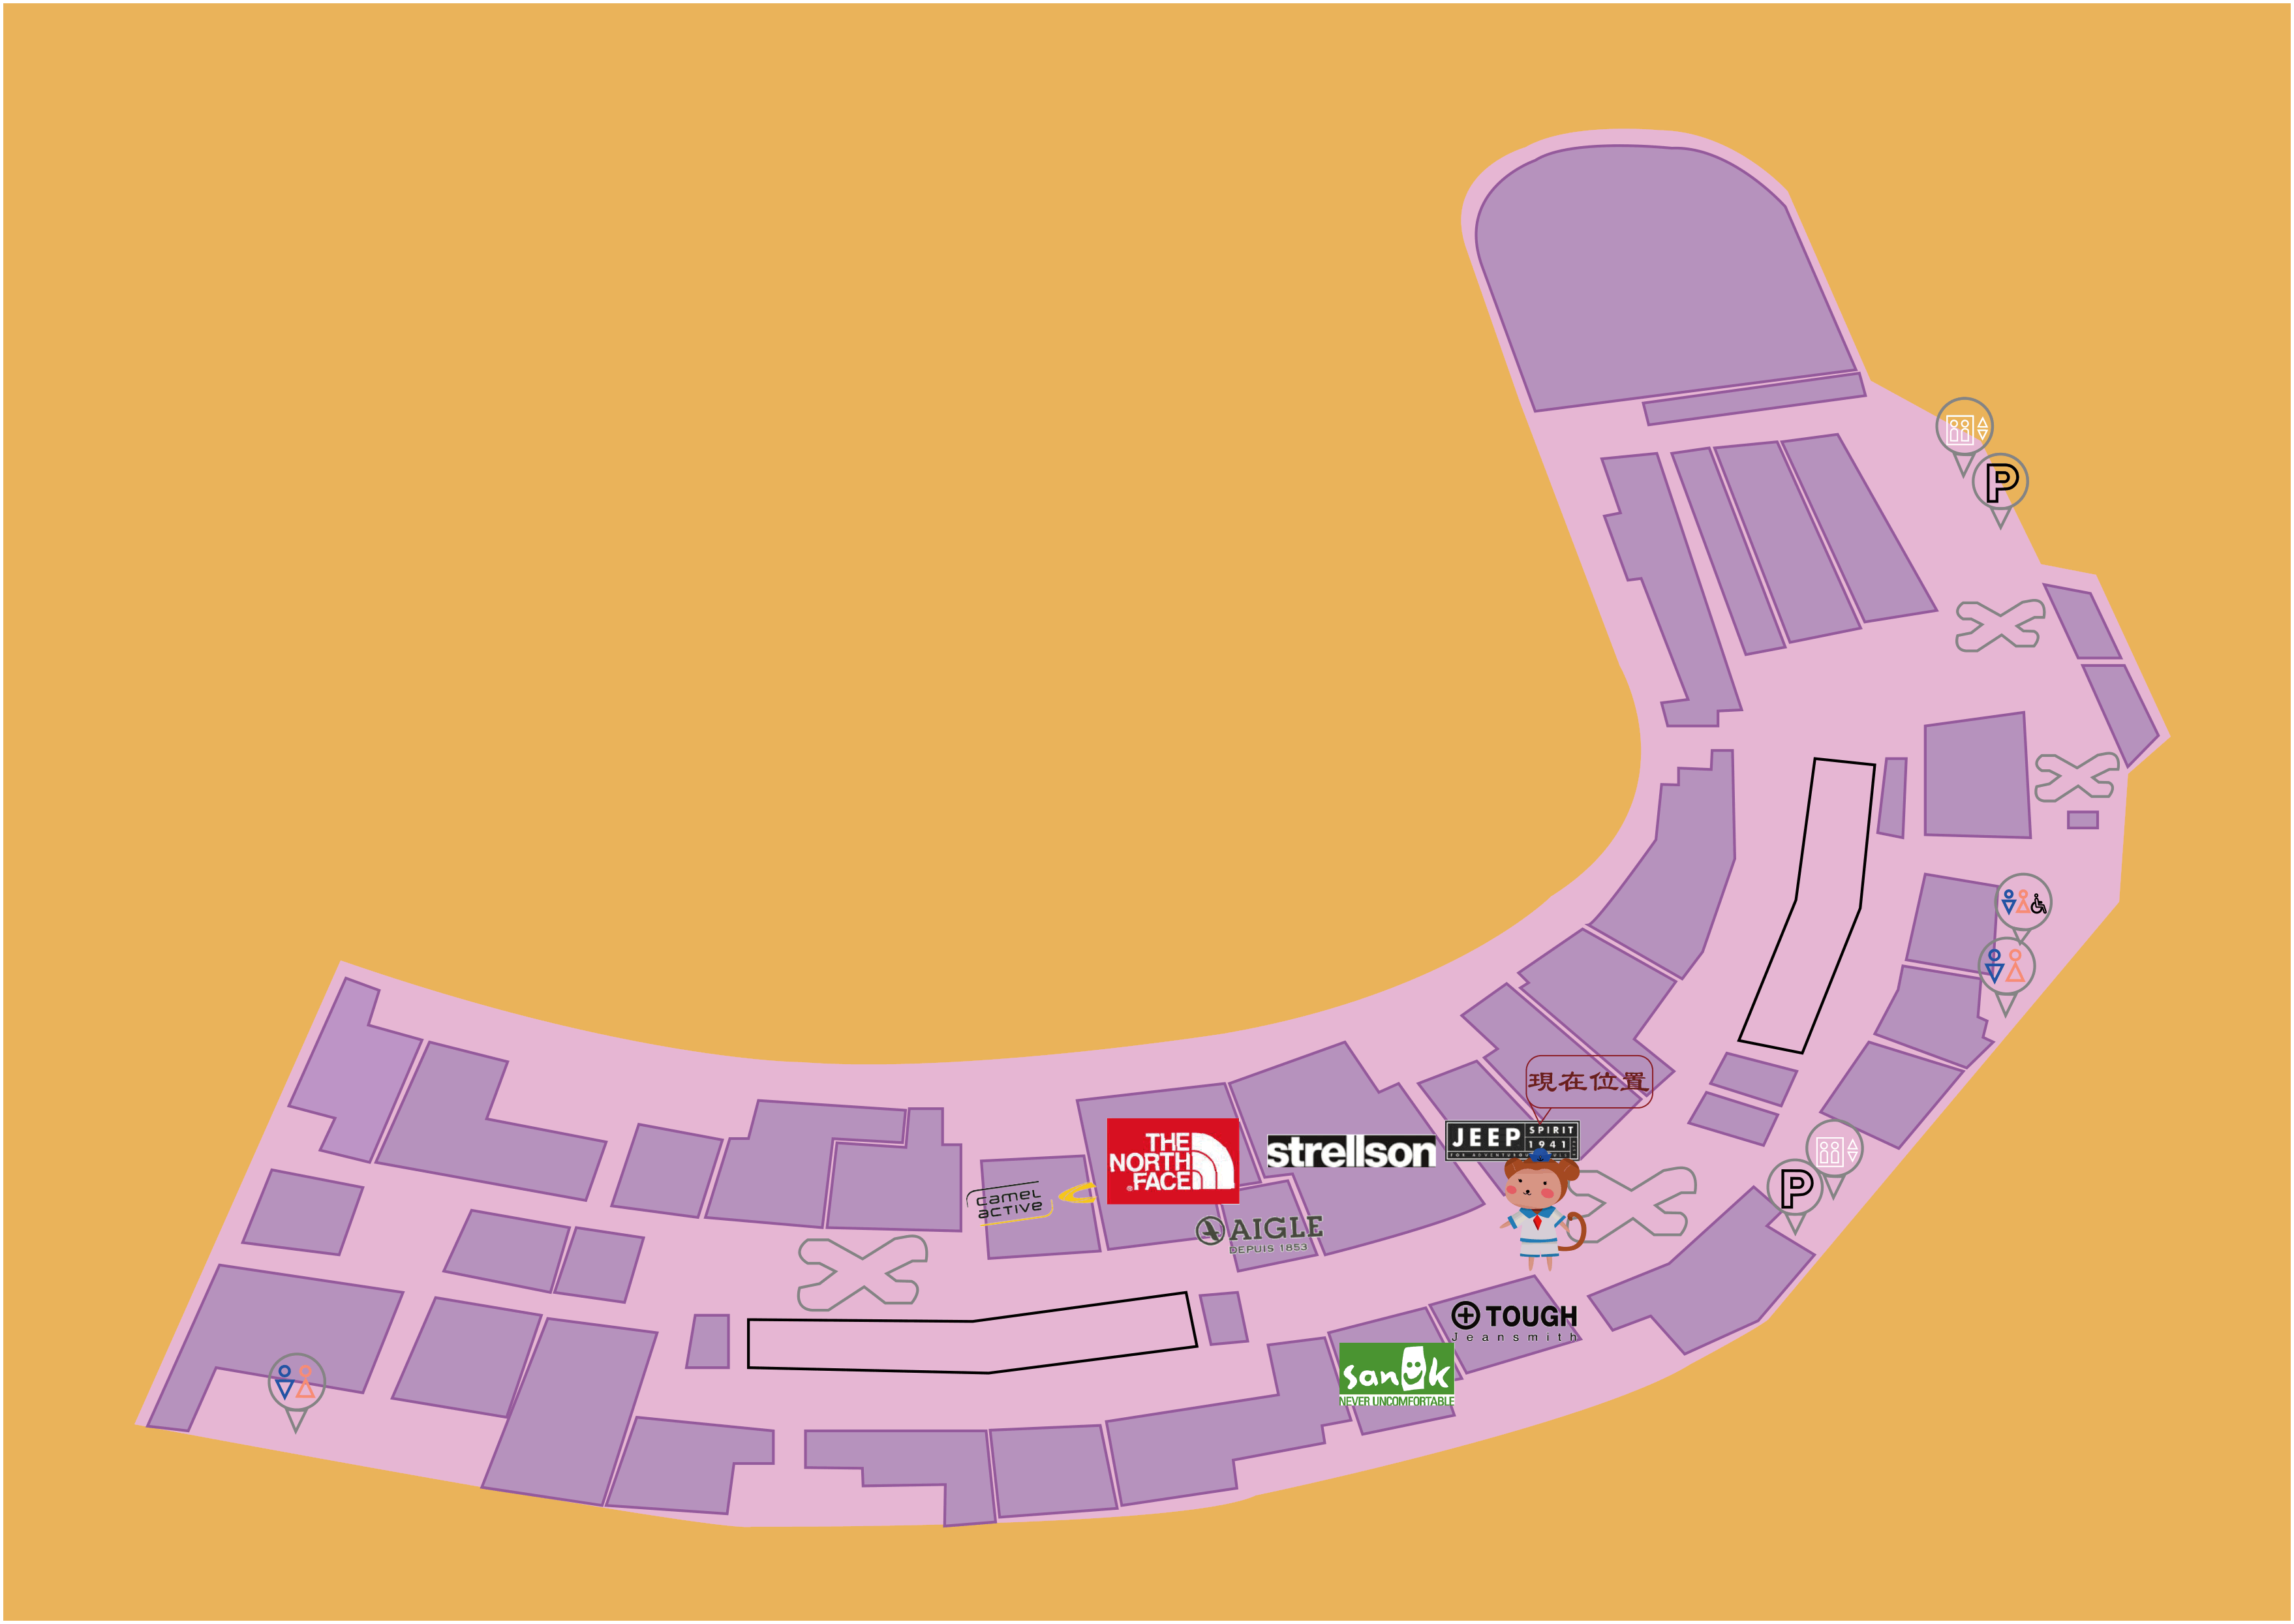 P
現在位置
JEEP
SPIRIT
1941
THE
NORTH
FACE
strellson
camel
active
P
AIGLE
DEPUIS 1853
TOUGH
Jeansmith
sanuk
NEVER UNCOMFORTABLE